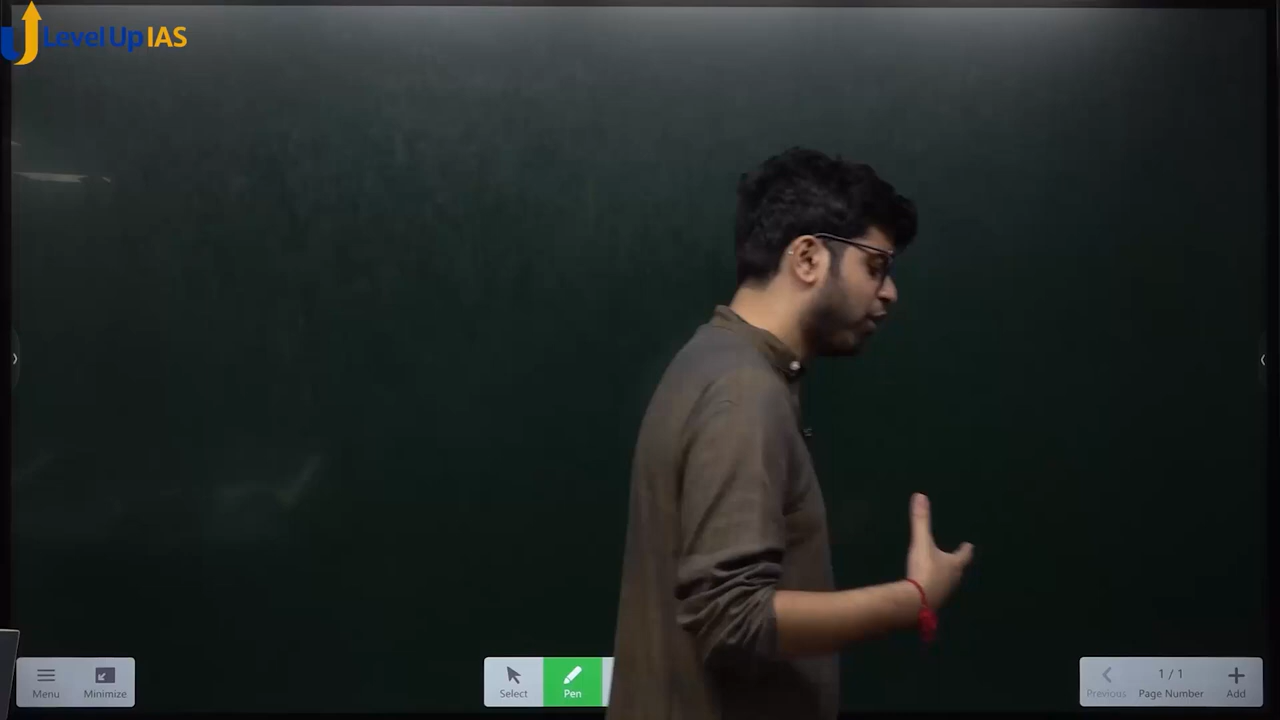 Level Up IAS
Menu
Minimize
Select
Pen
1 / 1
Previous
Page Number
Add